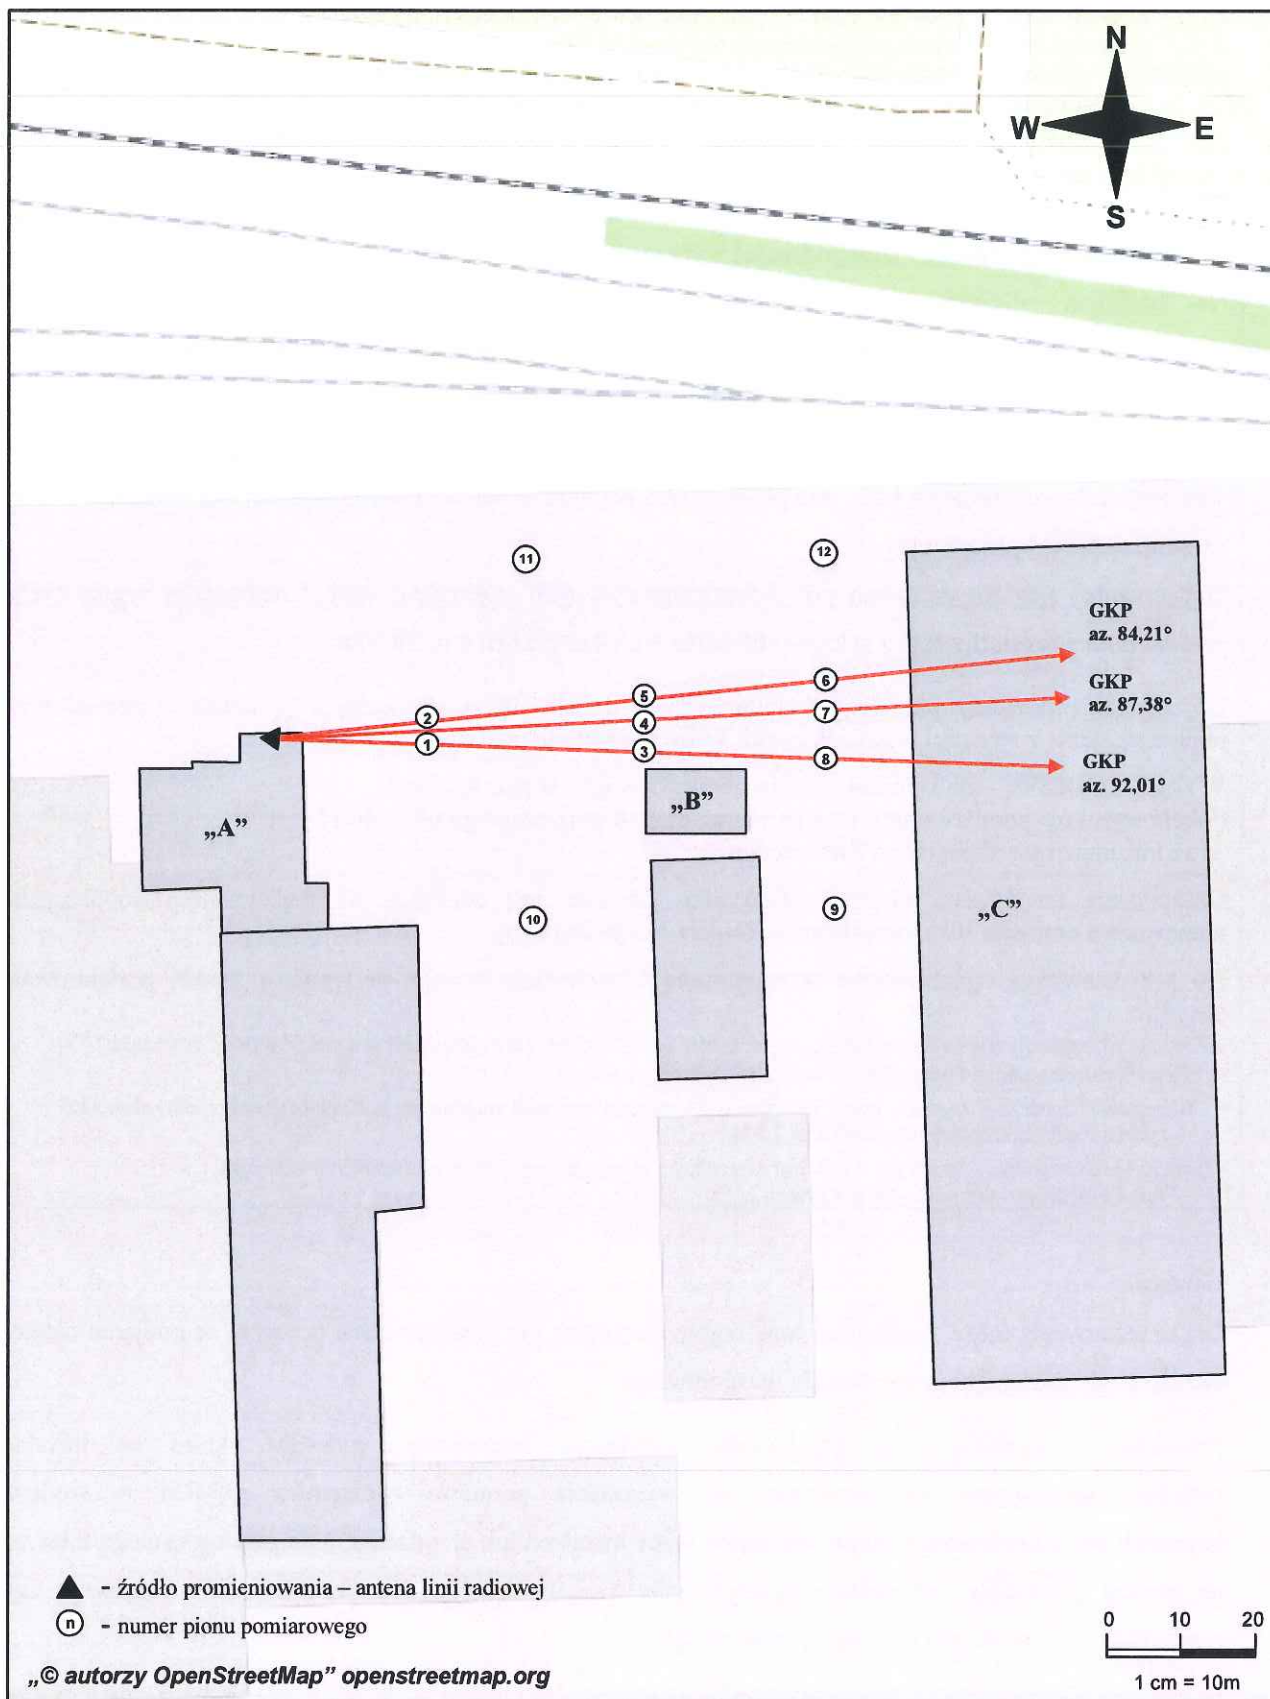 N
W E
S
11
12
GKP
az. 84,21°
6
5
GKP
az. 87,38°
2
4
7
1
3
8
GKP
az. 92,01°
„A”
„B”
10
9
„C”
- źródło promieniowania – antena linii radiowej
n - numer pionu pomiarowego
0 10 20
1 cm = 10m
„© autorzy OpenStreetMap” openstreetmap.org